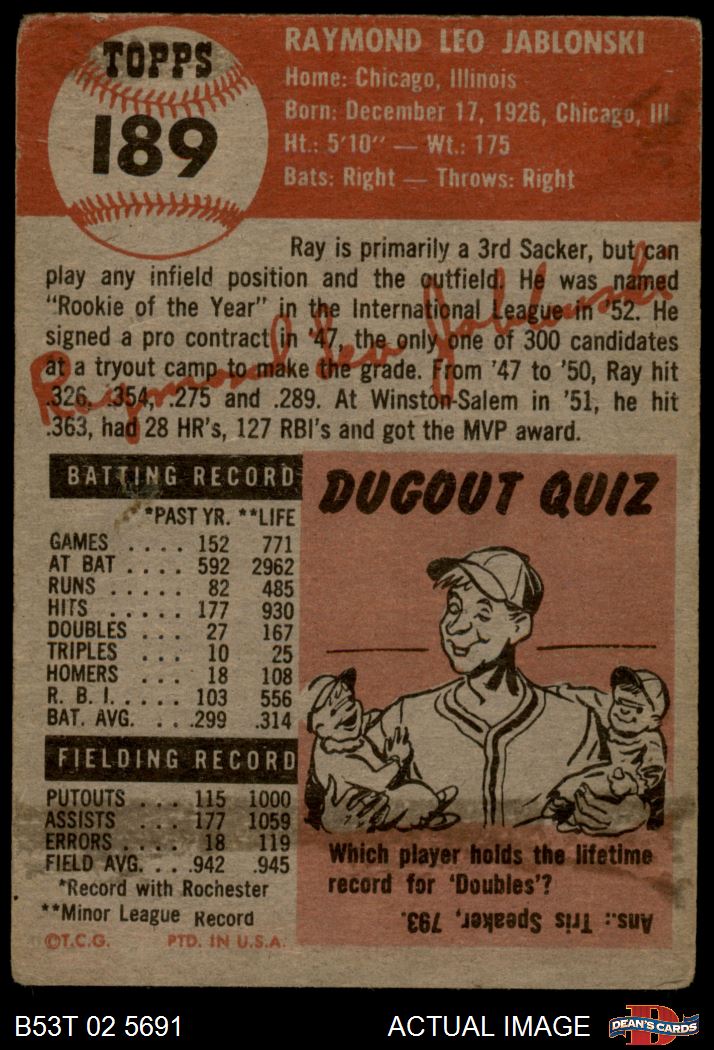 TOPPS
189
RAYMOND LEO JABLONSKI
Home: Chicago, Illinois
Born: December 17, 1926, Chicago, Ill.
Ht.: 5'10" — Wt.: 175
Bats: Right — Throws: Right
Ray is primarily a 3rd Sacker, but can
play any infield position and the outfield. He was named
"Rookie of the Year" in the International League in '52. He
signed a pro contract in '47, the only one of 300 candidates
at a tryout camp to make the grade. From '47 to '50, Ray hit
.326, .354, .275 and .289. At Winston-Salem in '51, he hit
.363, had 28 HR's, 127 RBI's and got the MVP award.
Raymond Leo Jablonski
BATTING RECORD
*PAST YR. **LIFE
GAMES .... 152 771
AT BAT .... 592 2962
RUNS ..... 82 485
HITS ..... 177 930
DOUBLES ... 27 167
TRIPLES ... 10 25
HOMERS ... 18 108
R. B. I. .... 103 556
BAT. AVG. ...299 .314
FIELDING RECORD
PUTOUTS ... 115 1000
ASSISTS ... 177 1059
ERRORS .... 18 119
FIELD AVG. ...942 .945
*Record with Rochester
**Minor League Record
©T.C.G. PTD. IN U.S.A.
DUGOUT QUIZ
Which player holds the lifetime
record for 'Doubles'?
Ans.: Tris Speaker, 793.
B53T 02 5691 ACTUAL IMAGE
DEAN'S CARDS